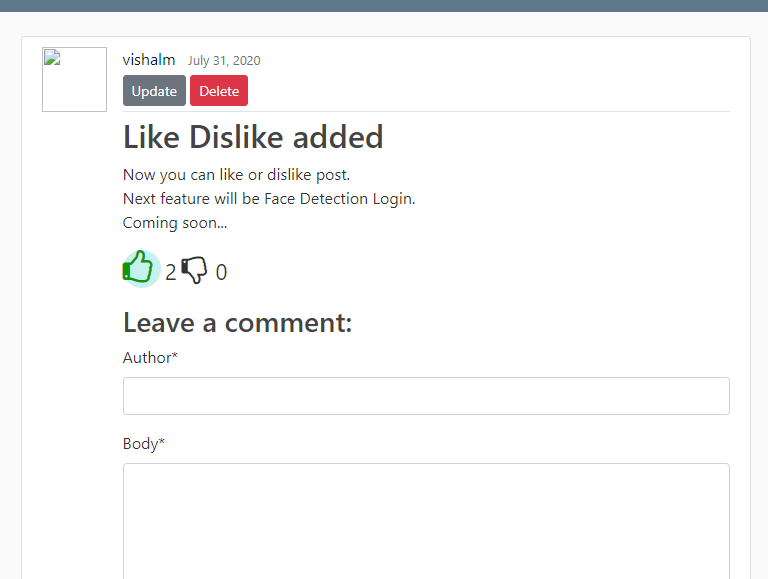 vishalm July 31, 2020
Update Delete
Like Dislike added
Now you can like or dislike post.
Next feature will be Face Detection Login.
Coming soon...
2 0
Leave a comment:
Author*
Body*